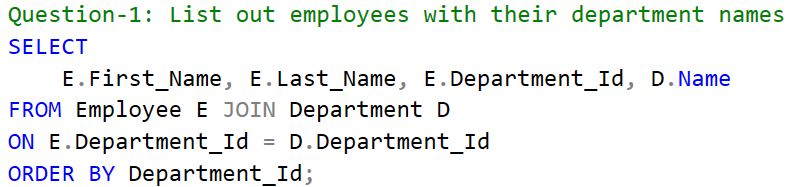 Question-1: List out employees with their department names
SELECT
    E.First_Name, E.Last_Name, E.Department_Id, D.Name
FROM Employee E JOIN Department D
ON E.Department_Id = D.Department_Id
ORDER BY Department_Id;